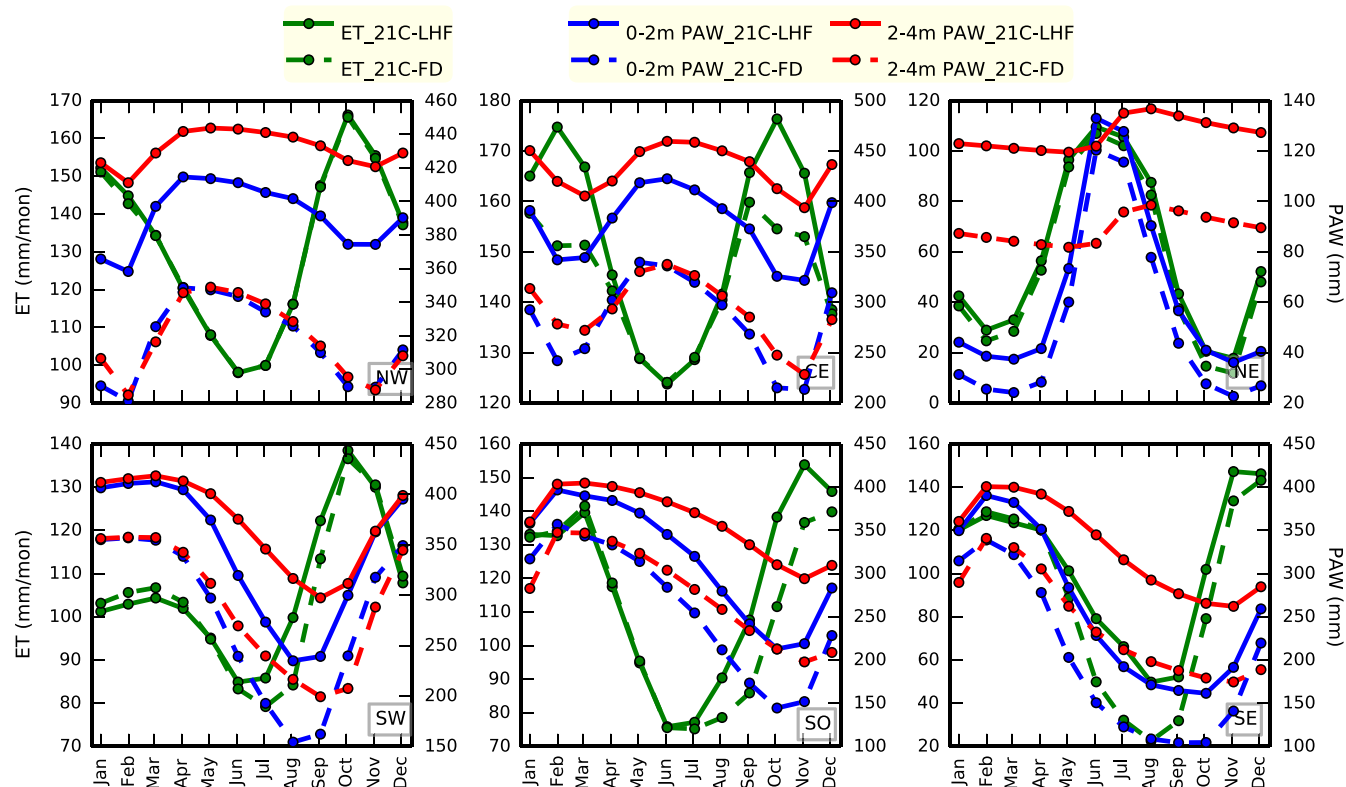 ET_21C-LHF 0-2m PAW_21C-LHF 2-4m PAW_21C-LHF
ET_21C-FD 0-2m PAW_21C-FD 2-4m PAW_21C-FD
170 460 180 500 120 140
160 440 170 450 100 120
150 420 160 400 80 100
140 400 150 350 60 80
130 380 140 300 40 60
120 360 130 250 20 40
110 340 120 200 0 20
100 320
90 300
280
ET (mm/mon)
PAW (mm)
NW CE NE
140 450 160 450 160 450
130 400 150 400 140 400
120 350 140 350 120 350
110 300 130 300 100 300
100 250 120 250 80 250
90 200 110 200 60 200
80 150 100 150 40 150
70 90 100 20 100
80
70
ET (mm/mon)
PAW (mm)
SW SO SE
Jan Feb Mar Apr May Jun Jul Aug Sep Oct Nov Dec
Jan Feb Mar Apr May Jun Jul Aug Sep Oct Nov Dec
Jan Feb Mar Apr May Jun Jul Aug Sep Oct Nov Dec